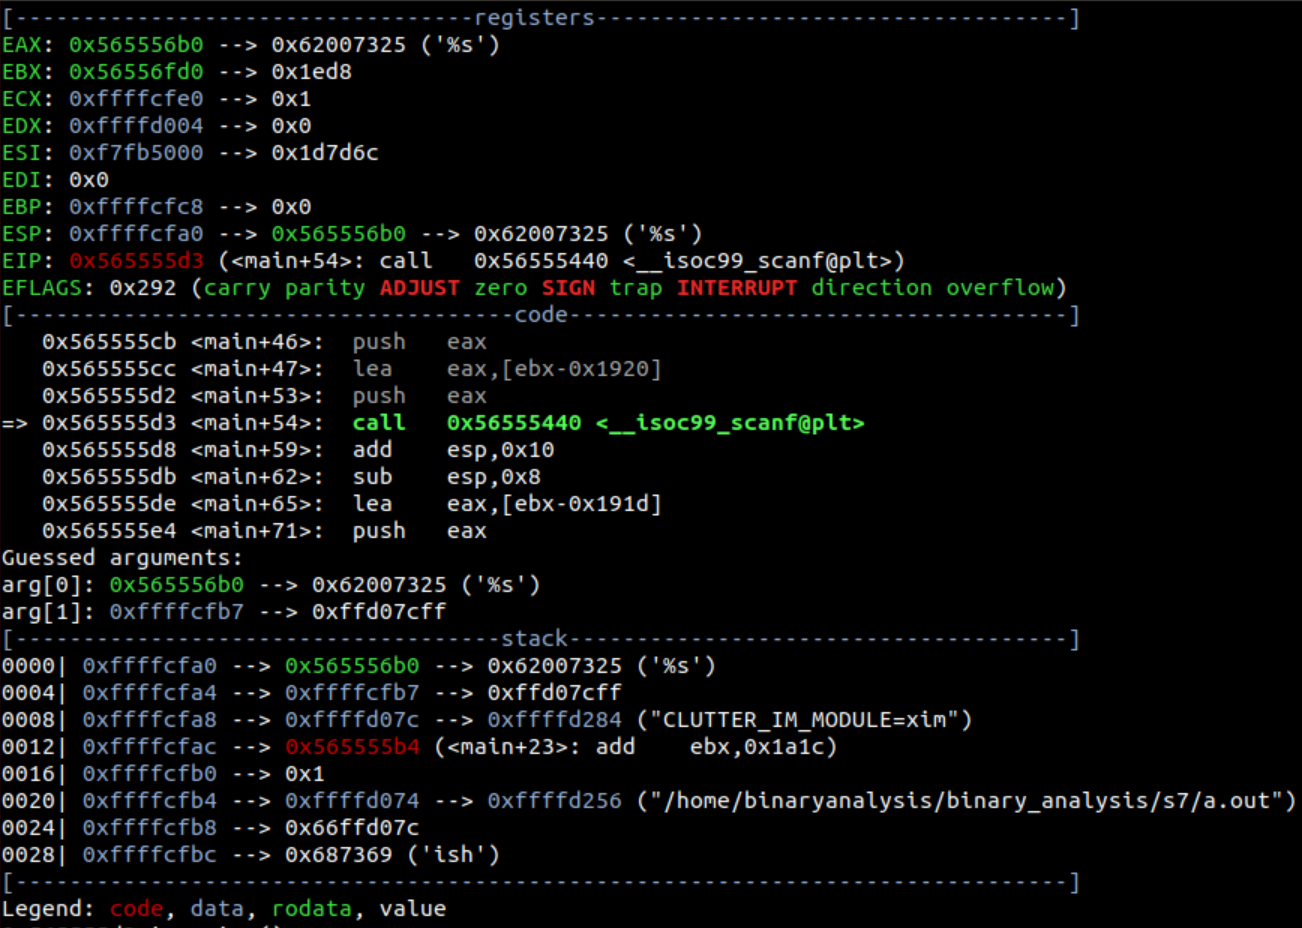 [----------------------------------registers-----------------------------------]
EAX: 0x565556b0 --> 0x62007325 ('%s')
EBX: 0x56556fd0 --> 0x1ed8
ECX: 0xffffcfe0 --> 0x1
EDX: 0xffffd004 --> 0x0
ESI: 0xf7fb5000 --> 0x1d7d6c
EDI: 0x0
EBP: 0xffffcfc8 --> 0x0
ESP: 0xffffcfa0 --> 0x565556b0 --> 0x62007325 ('%s')
EIP: 0x565555d3 (<main+54>: call   0x56555440 <__isoc99_scanf@plt>)
EFLAGS: 0x292 (carry parity ADJUST zero SIGN trap INTERRUPT direction overflow)
[-------------------------------------code-------------------------------------]
   0x565555cb <main+46>:  push   eax
   0x565555cc <main+47>:  lea    eax,[ebx-0x1920]
   0x565555d2 <main+53>:  push   eax
=> 0x565555d3 <main+54>:  call   0x56555440 <__isoc99_scanf@plt>
   0x565555d8 <main+59>:  add    esp,0x10
   0x565555db <main+62>:  sub    esp,0x8
   0x565555de <main+65>:  lea    eax,[ebx-0x191d]
   0x565555e4 <main+71>:  push   eax
Guessed arguments:
arg[0]: 0x565556b0 --> 0x62007325 ('%s')
arg[1]: 0xffffcfb7 --> 0xffd07cff
[------------------------------------stack-------------------------------------]
0000| 0xffffcfa0 --> 0x565556b0 --> 0x62007325 ('%s')
0004| 0xffffcfa4 --> 0xffffcfb7 --> 0xffd07cff
0008| 0xffffcfa8 --> 0xffffd07c --> 0xffffd284 ("CLUTTER_IM_MODULE=xim")
0012| 0xffffcfac --> 0x565555b4 (<main+23>: add    ebx,0x1a1c)
0016| 0xffffcfb0 --> 0x1
0020| 0xffffcfb4 --> 0xffffd074 --> 0xffffd256 ("/home/binaryanalysis/binary_analysis/s7/a.out")
0024| 0xffffcfb8 --> 0x66ffd07c
0028| 0xffffcfbc --> 0x687369 ('ish')
[------------------------------------------------------------------------------]
Legend: code, data, rodata, value